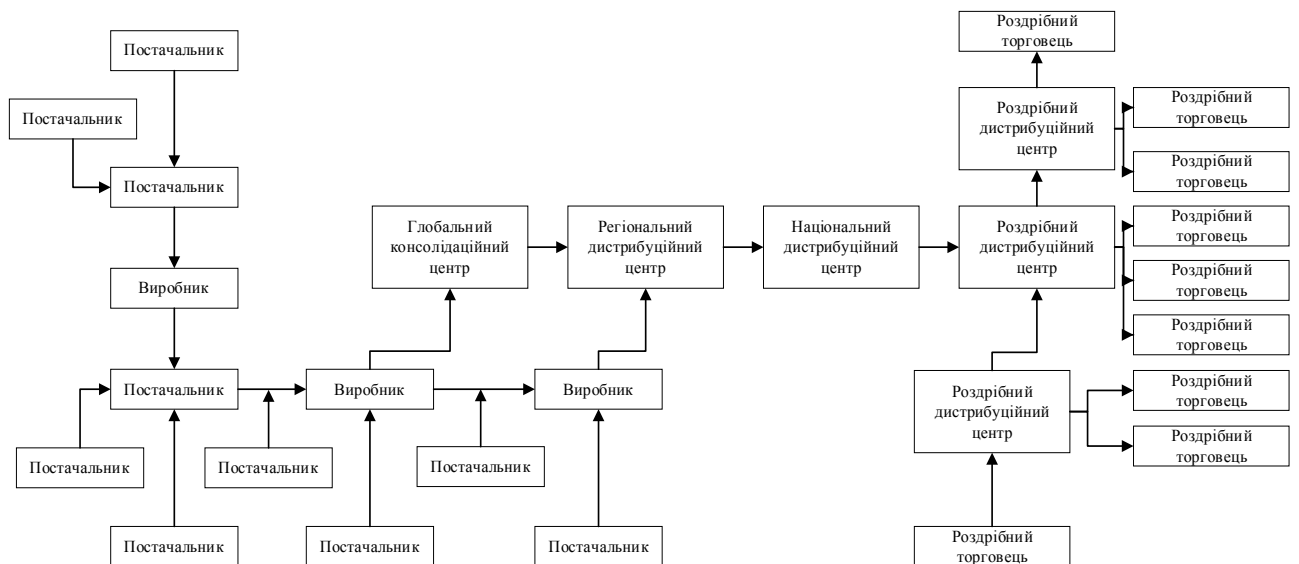 Роздрібний
торговець
Постачальник
Роздрібний
дистрибуційний
центр
Роздрібний
торговець
Постачальник
Роздрібний
торговець
Постачальник
Глобальний
консолідаційний
центр
Регіональний
дистрибуційний
центр
Національний
дистрибуційний
центр
Роздрібний
дистрибуційний
центр
Роздрібний
торговець
Роздрібний
торговець
Роздрібний
торговець
Виробник
Постачальник
Виробник
Виробник
Роздрібний
дистрибуційний
центр
Роздрібний
торговець
Роздрібний
торговець
Постачальник
Постачальник
Постачальник
Постачальник
Постачальник
Постачальник
Роздрібний
торговець